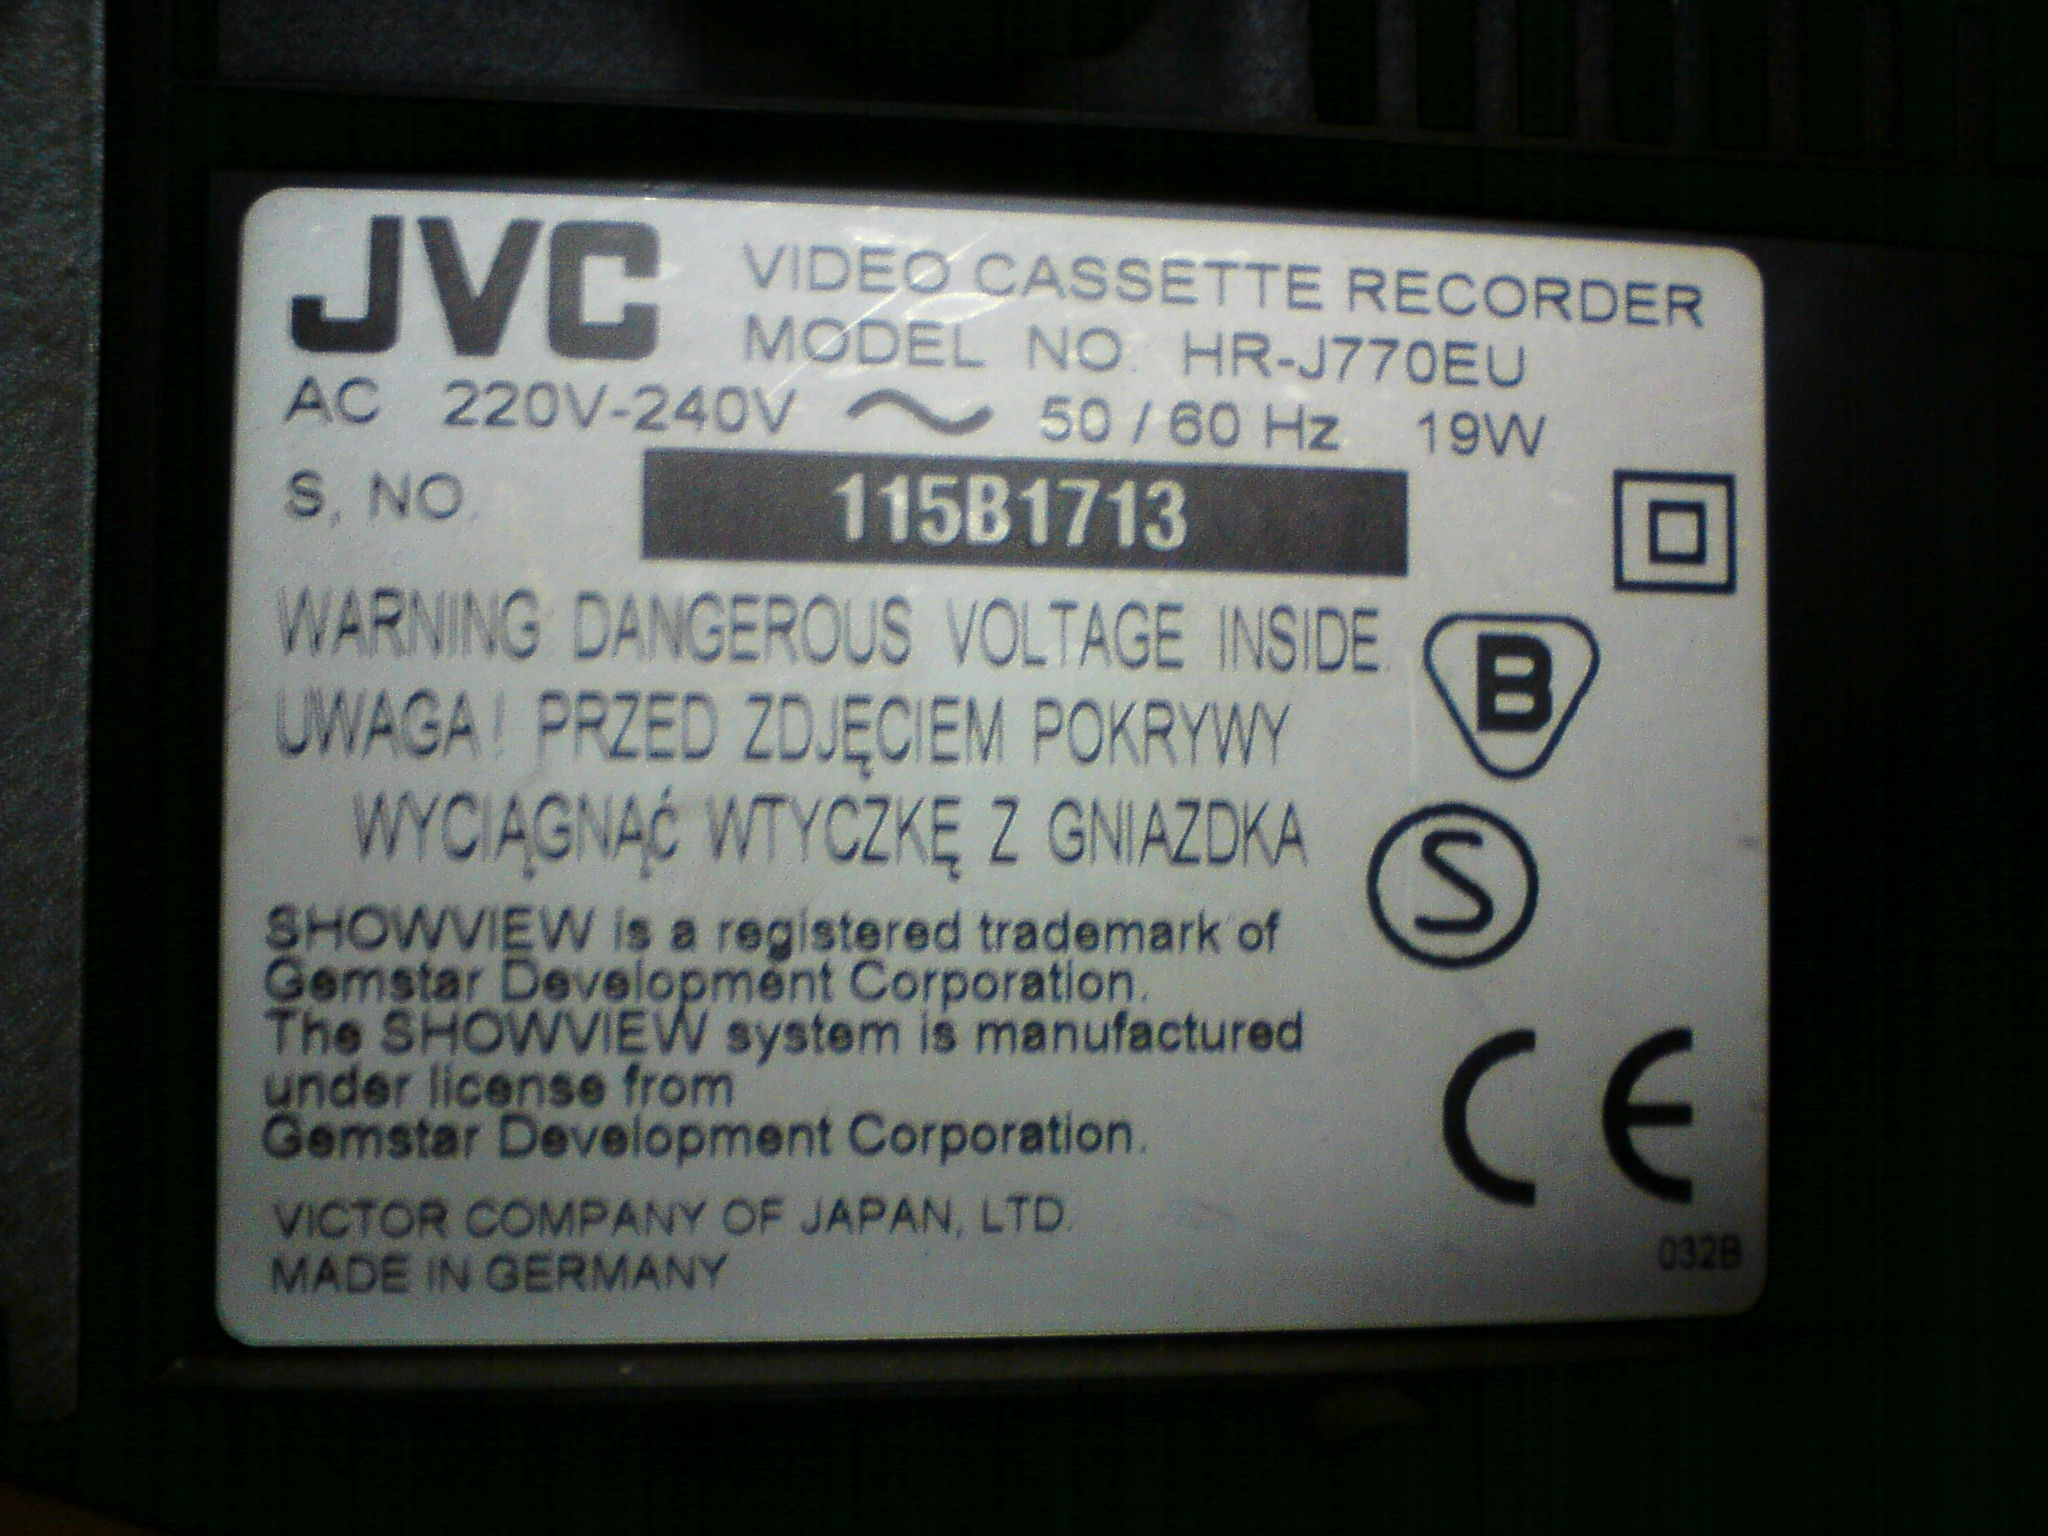 JVC VIDEO CASSETTE RECORDER
MODEL NO. HR-J770EU
AC 220V-240V ~ 50 / 60 Hz 19W
S. NO. 115B1713
WARNING DANGEROUS VOLTAGE INSIDE.
B
UWAGA! PRZED ZDJĘCIEM POKRYWY
WYCIĄGNĄĆ WTYCZKĘ Z GNIAZDKA
S
SHOWVIEW is a registered trademark of
Gemstar Development Corporation.
The SHOWVIEW system is manufactured
under license from
Gemstar Development Corporation.
CE
VICTOR COMPANY OF JAPAN, LTD.
MADE IN GERMANY
032B